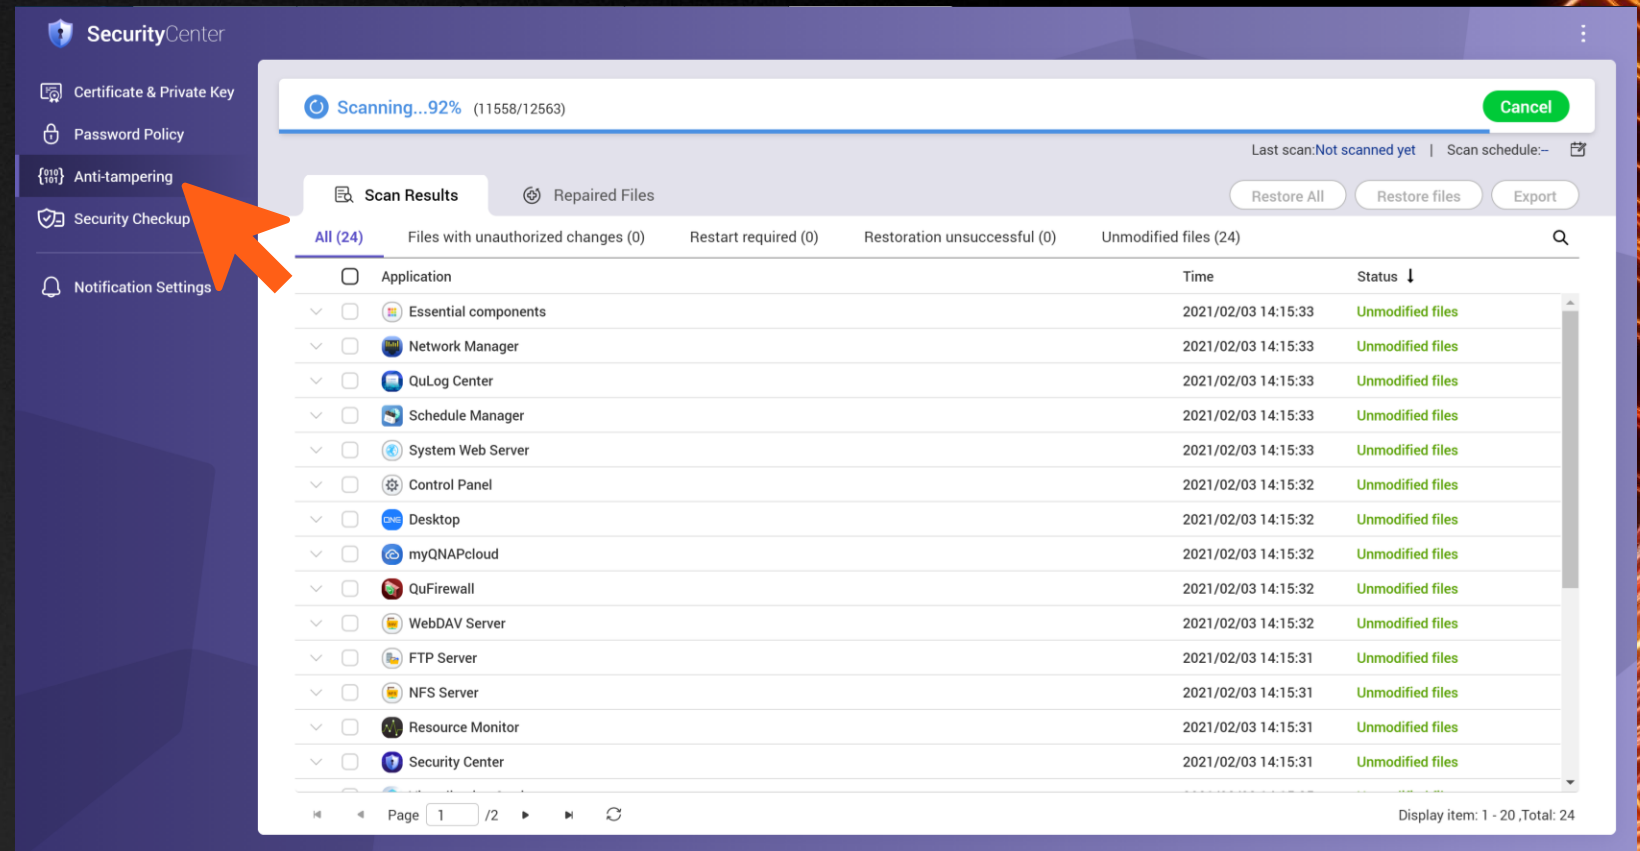 SecurityCenter
Certificate & Private Key
Password Policy
Anti-tampering
Security Checkup
Notification Settings
Scanning...92% (11558/12563)
Cancel
Last scan:Not scanned yet | Scan schedule:--
Scan Results
Repaired Files
Restore All
Restore files
Export
All (24)
Files with unauthorized changes (0)
Restart required (0)
Restoration unsuccessful (0)
Unmodified files (24)
Application Time Status
Essential components 2021/02/03 14:15:33 Unmodified files
Network Manager 2021/02/03 14:15:33 Unmodified files
QuLog Center 2021/02/03 14:15:33 Unmodified files
Schedule Manager 2021/02/03 14:15:33 Unmodified files
System Web Server 2021/02/03 14:15:33 Unmodified files
Control Panel 2021/02/03 14:15:32 Unmodified files
Desktop 2021/02/03 14:15:32 Unmodified files
myQNAPcloud 2021/02/03 14:15:32 Unmodified files
QuFirewall 2021/02/03 14:15:32 Unmodified files
WebDAV Server 2021/02/03 14:15:32 Unmodified files
FTP Server 2021/02/03 14:15:31 Unmodified files
NFS Server 2021/02/03 14:15:31 Unmodified files
Resource Monitor 2021/02/03 14:15:31 Unmodified files
Security Center 2021/02/03 14:15:31 Unmodified files
Page 1 /2
Display item: 1 - 20 ,Total: 24